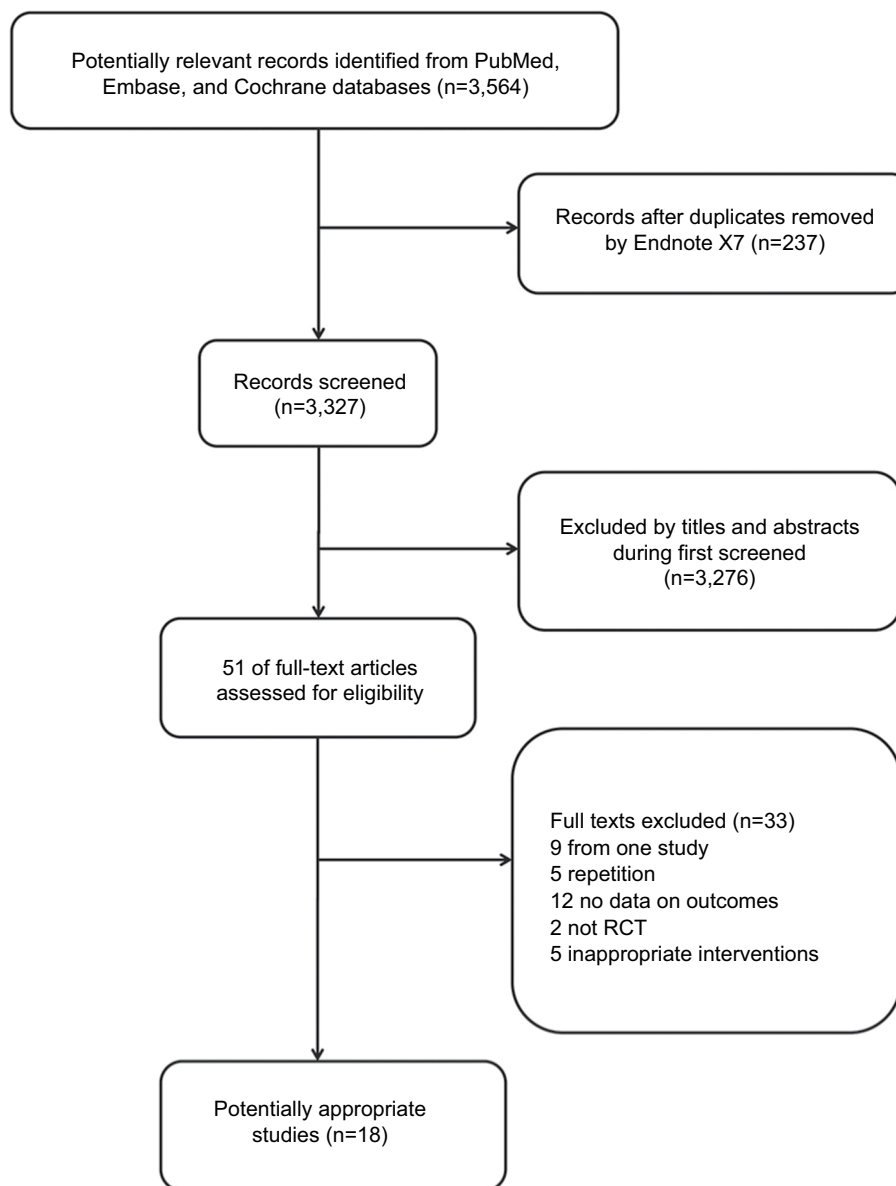 Potentially relevant records identified from PubMed,
Embase, and Cochrane databases (n=3,564)
Records after duplicates removed
by Endnote X7 (n=237)
Records screened
(n=3,327)
Excluded by titles and abstracts
during first screened
(n=3,276)
51 of full-text articles
assessed for eligibility
Full texts excluded (n=33)
9 from one study
5 repetition
12 no data on outcomes
2 not RCT
5 inappropriate interventions
Potentially appropriate
studies (n=18)